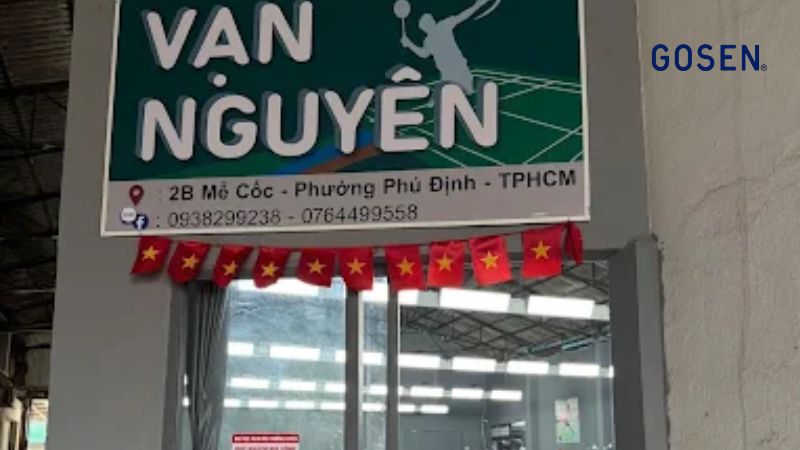 VẠN
GOSEN®
NGUYÊN
: 2B Mễ Cốc - Phường Phú Định - TPHCM
: 0938299238 - 0764499558